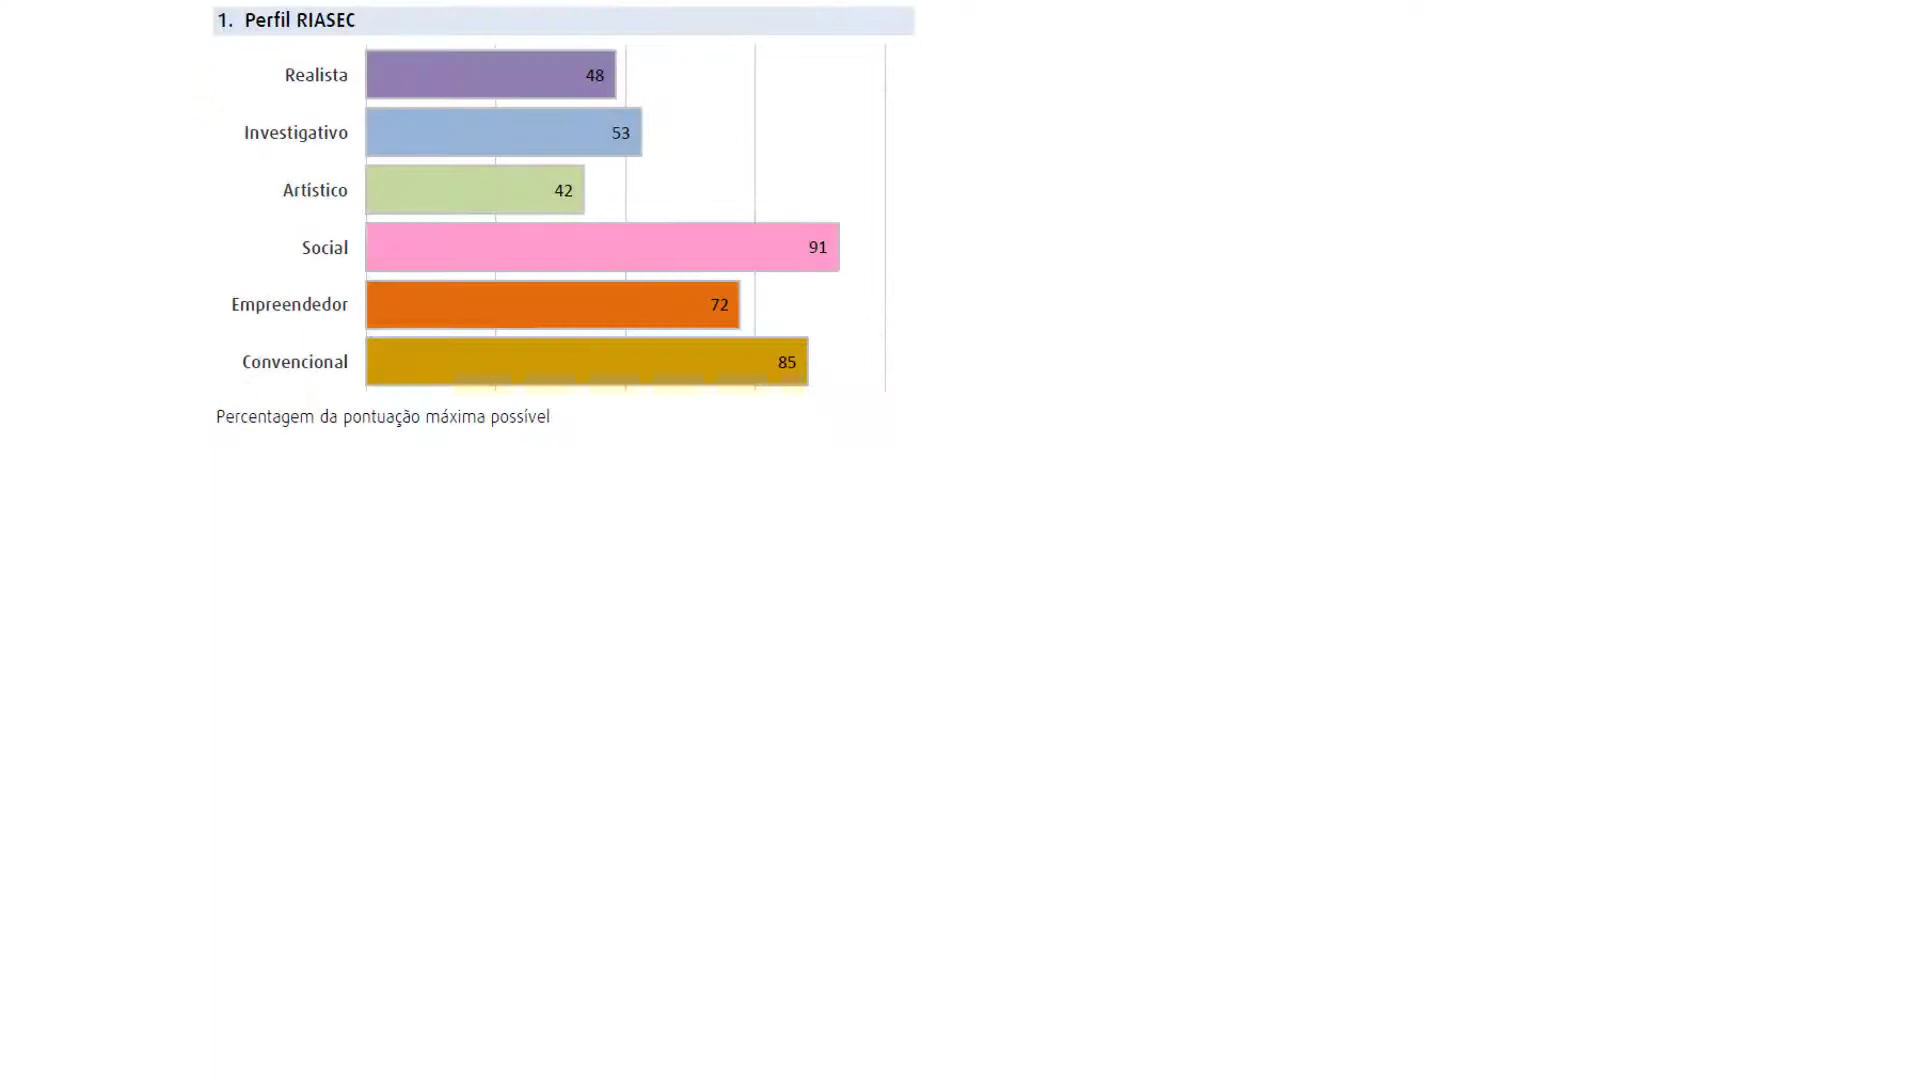 1. Perfil RIASEC
Realista 48
Investigativo 53
Artístico 42
Social 91
Empreendedor 72
Convencional 85
Percentagem da pontuação máxima possível